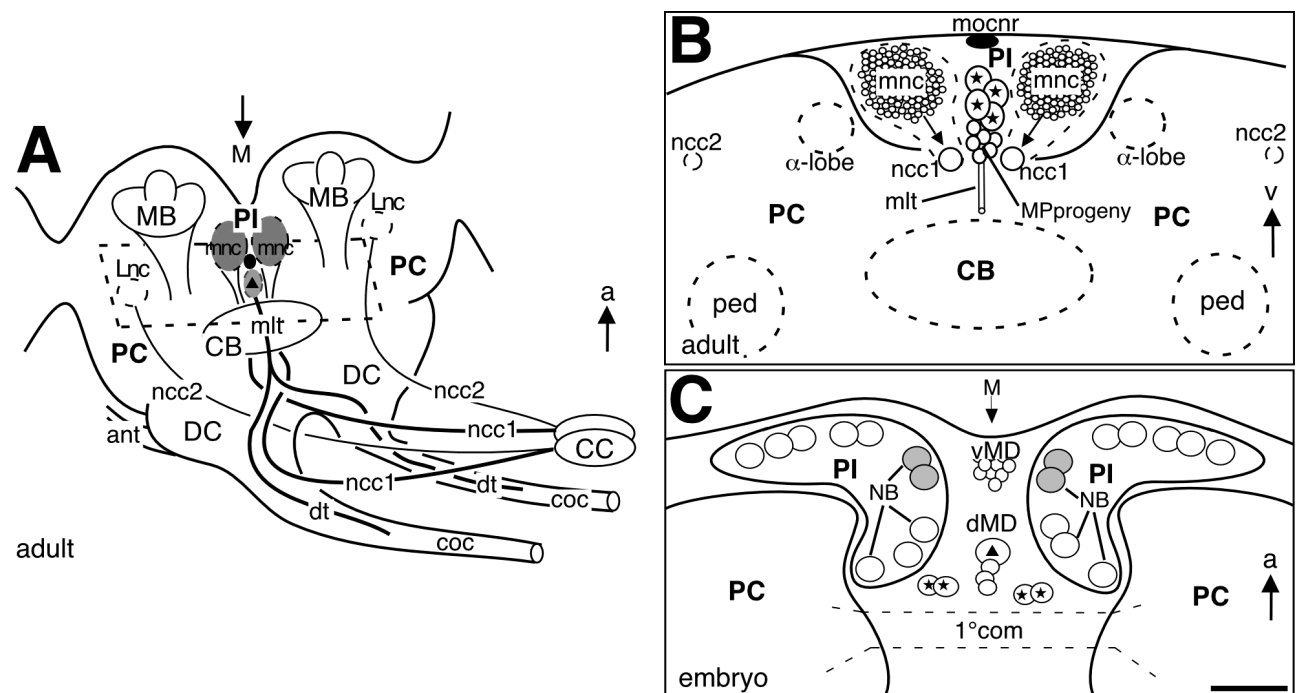 A
M
MB
MB
PI
Lnc
mnc
mnc
PC
Lnc
a
mlt
PC
CB
DC
ncc2
ncc2
ant
DC
ncc1
CC
ncc1
dt
coc
dt
coc
adult
B
mocnr
PI
mnc
mnc
ncc2
ncc2
α-lobe
α-lobe
ncc1
ncc1
mlt
MPprogeny
v
PC
PC
CB
ped
ped
adult
C
M
vMD
PI
PI
NB
NB
dMD
a
PC
PC
1°com
embryo